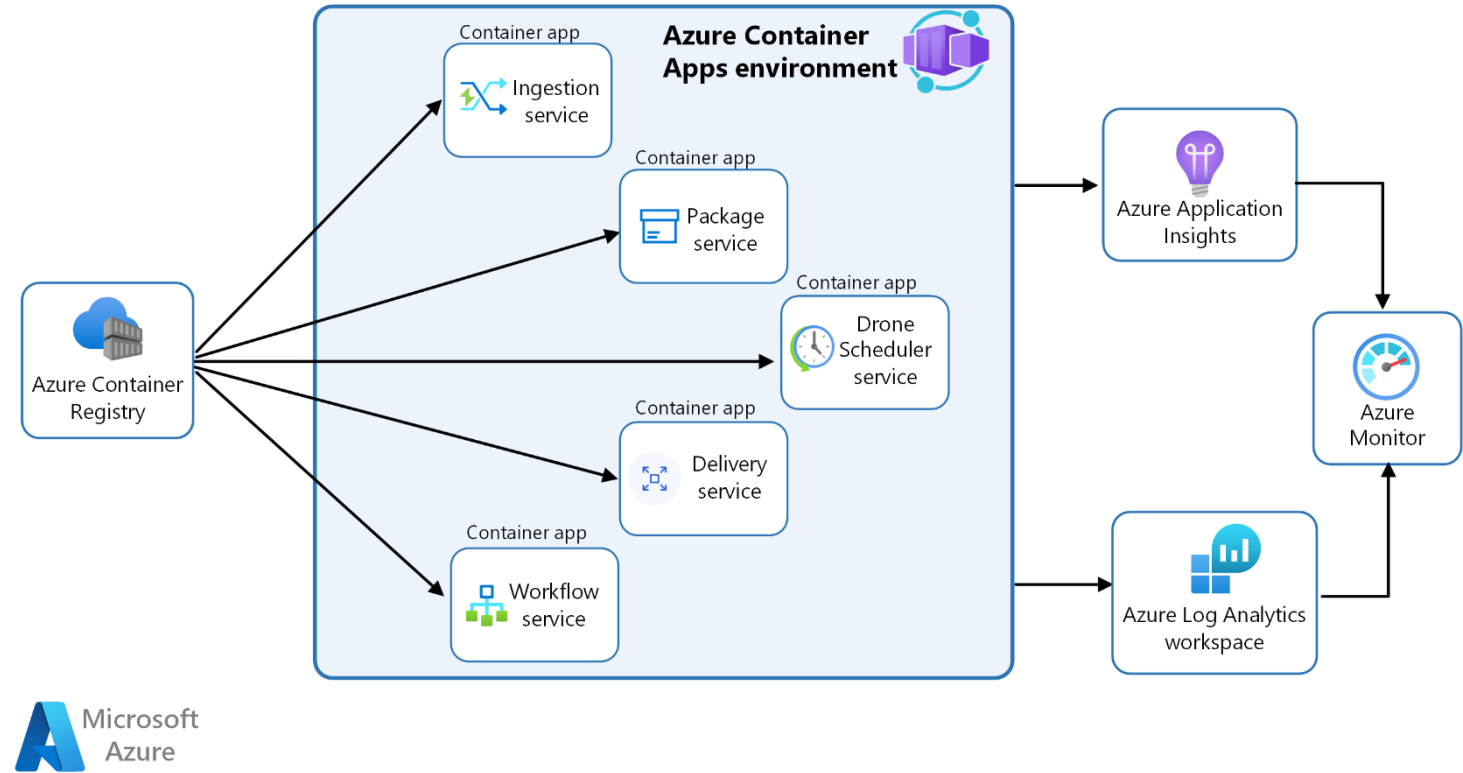 Container app
Ingestion
service
Azure Container
Apps environment
Container app
Package
service
Container app
Drone
Scheduler
service
Container app
Delivery
service
Container app
Workflow
service
Azure Container
Registry
Azure Application
Insights
Azure
Monitor
Azure Log Analytics
workspace
Microsoft
Azure